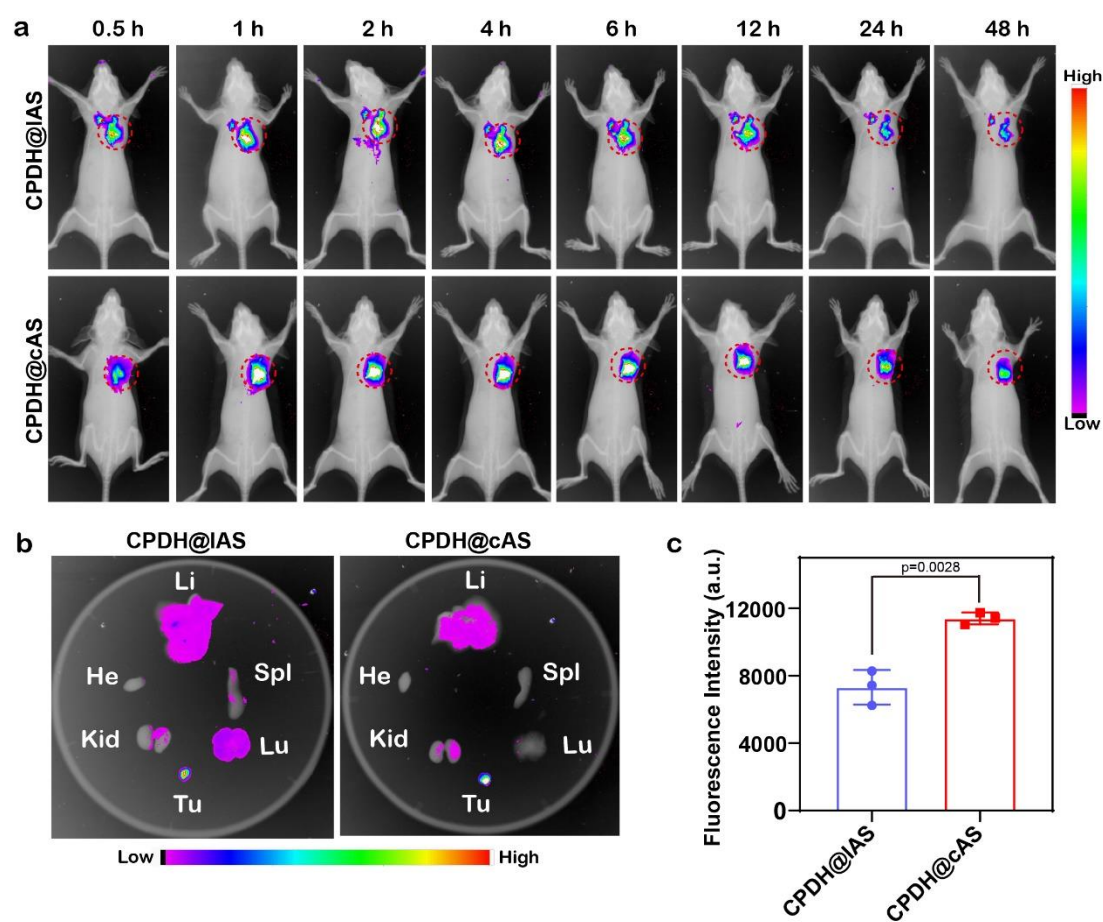 a
0.5 h 1 h 2 h 4 h 6 h 12 h 24 h 48 h
CPDH@lAS
High
CPDH@cAS
Low
b
CPDH@lAS
Li
He
Spl
Kid
Lu
Tu
CPDH@cAS
Li
He
Spl
Kid
Lu
Tu
Low High
c
Fluorescence Intensity (a.u.)
p=0.0028
12000
8000
4000
0
CPDH@lAS
CPDH@cAS